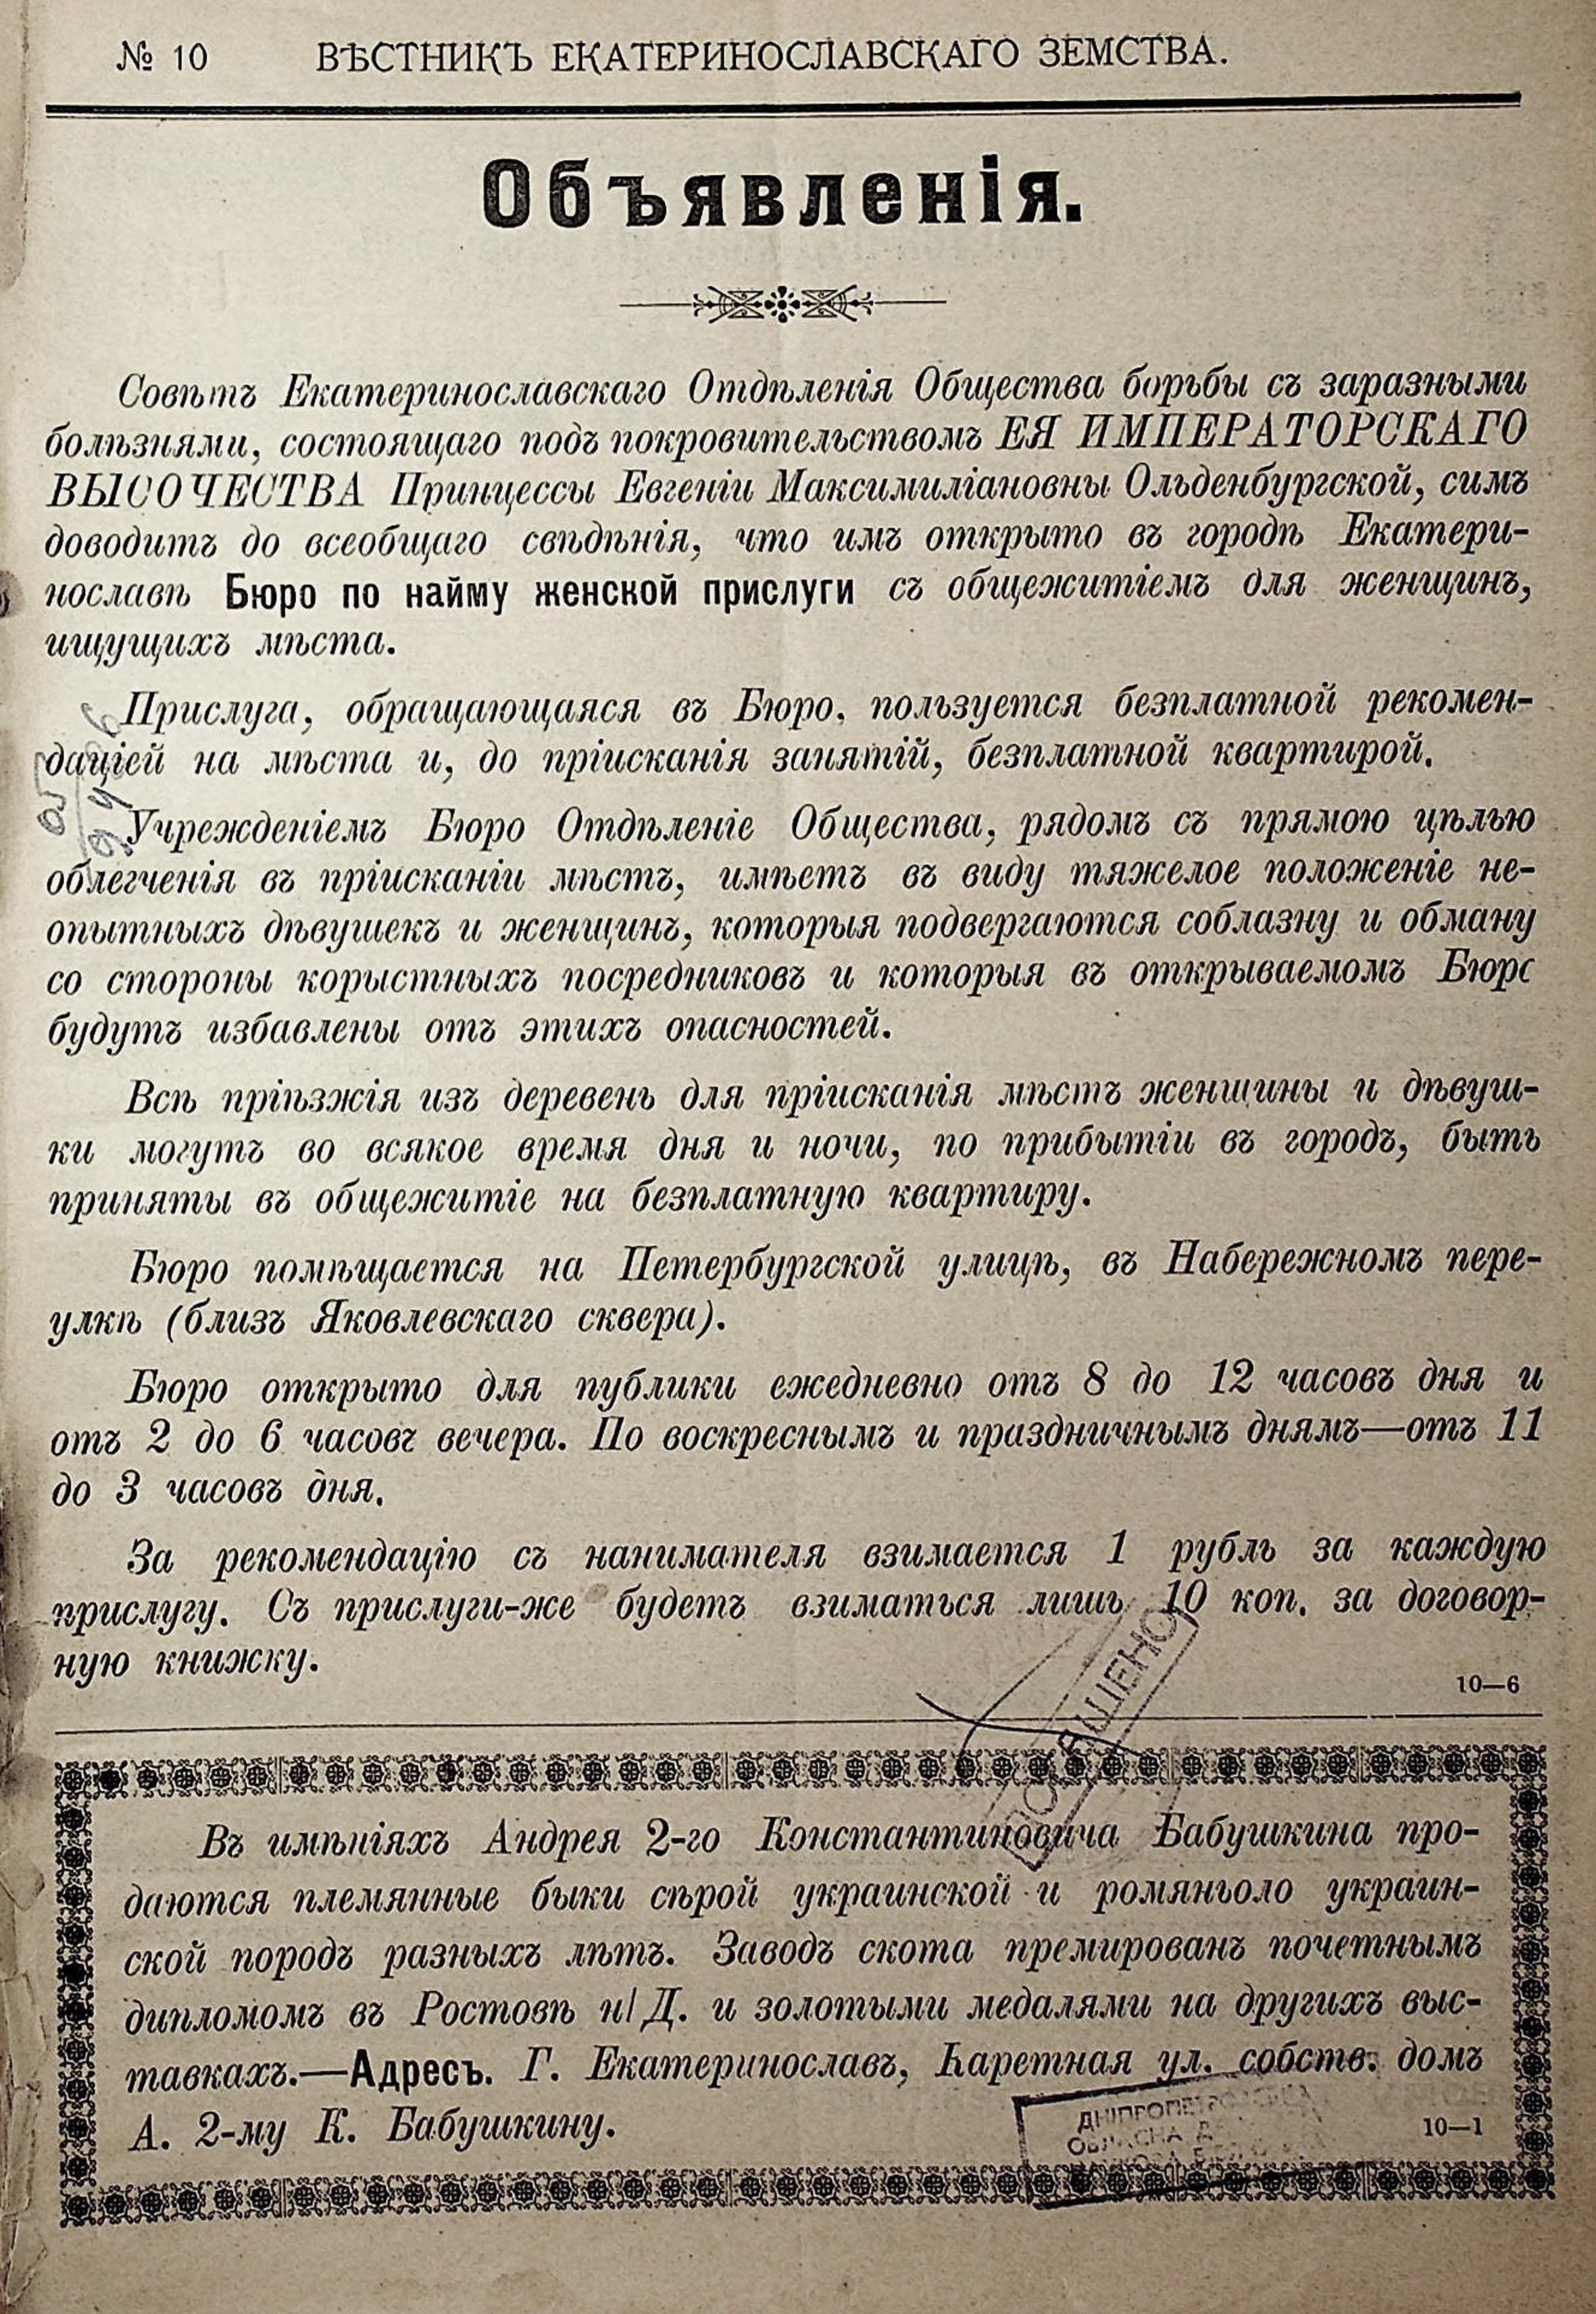 № 10 ВѢСТНИКЪ ЕКАТЕРИНОСЛАВСКАГО ЗЕМСТВА.
Объявленія.
Совѣтъ Екатеринославскаго Отдѣленія Общества борьбы съ заразными
болѣзнями, состоящаго подъ покровительствомъ ЕЯ ИМПЕРАТОРСКАГО
ВЫСОЧЕСТВА Принцессы Евгеніи Максимиліановны Ольденбургской, симъ
доводитъ до всеобщаго свѣдѣнія, что имъ открыто въ городѣ Екатери-
нославѣ Бюро по найму женской прислуги съ общежитіемъ для женщинъ,
ищущихъ мѣста.
Прислуга, обращающаяся въ Бюро, пользуется безплатной рекомен-
даціей на мѣста и, до пріисканія занятій, безплатной квартирой.
Учрежденіемъ Бюро Отдѣленіе Общества, рядомъ съ прямою цѣлью
облегченія въ пріисканіи мѣстъ, имѣетъ въ виду тяжелое положеніе не-
опытныхъ дѣвушекъ и женщинъ, которыя подвергаются соблазну и обману
со стороны корыстныхъ посредниковъ и которыя въ открываемомъ Бюро
будутъ избавлены отъ этихъ опасностей.
Всѣ пріѣзжія изъ деревень для пріисканія мѣстъ женщины и дѣвуш-
ки могутъ во всякое время дня и ночи, по прибытіи въ городъ, быть
приняты въ общежитіе на безплатную квартиру.
Бюро помѣщается на Петербургской улицѣ, въ Набережномъ пере-
улкѣ (близъ Яковлевскаго сквера).
Бюро открыто для публики ежедневно отъ 8 до 12 часовъ дня и
отъ 2 до 6 часовъ вечера. По воскреснымъ и праздничнымъ днямъ—отъ 11
до 3 часовъ дня.
За рекомендацію съ нанимателя взимается 1 рубль за каждую
прислугу. Съ прислуги-же будетъ взиматься лишь 10 коп. за договор-
ную книжку.
10—6
Въ имѣніяхъ Андрея 2-го Константиновича Бабушкина про-
даются племянные быки сѣрой украинской и ромяньоло украин-
ской породъ разныхъ лѣтъ. Заводъ скота премированъ почетнымъ
дипломомъ въ Ростовѣ н/Д. и золотыми медалями на другихъ выс-
тавкахъ.—Адресъ. Г. Екатеринославъ, Каретная ул. собств. домъ
А. 2-му К. Бабушкину.
10—1